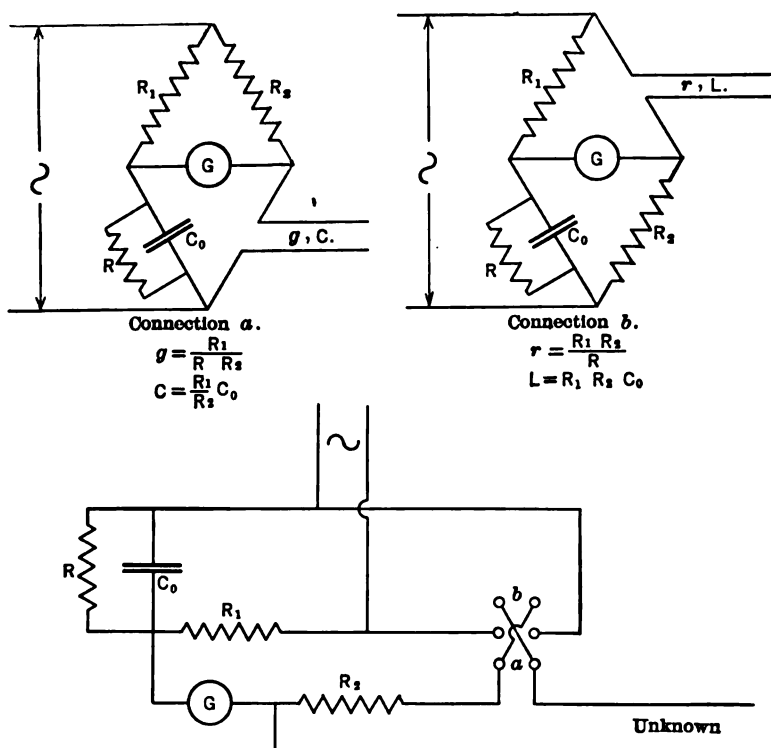 R₁
R₂
G
C₀
R
g, C.
Connection a.
g = R₁ / R R₂
C = R₁ / R₂ C₀
R₁
r, L.
G
C₀
R
R₂
Connection b.
r = R₁ R₂ / R
L = R₁ R₂ C₀
R
C₀
R₁
b
a
G
R₂
Unknown